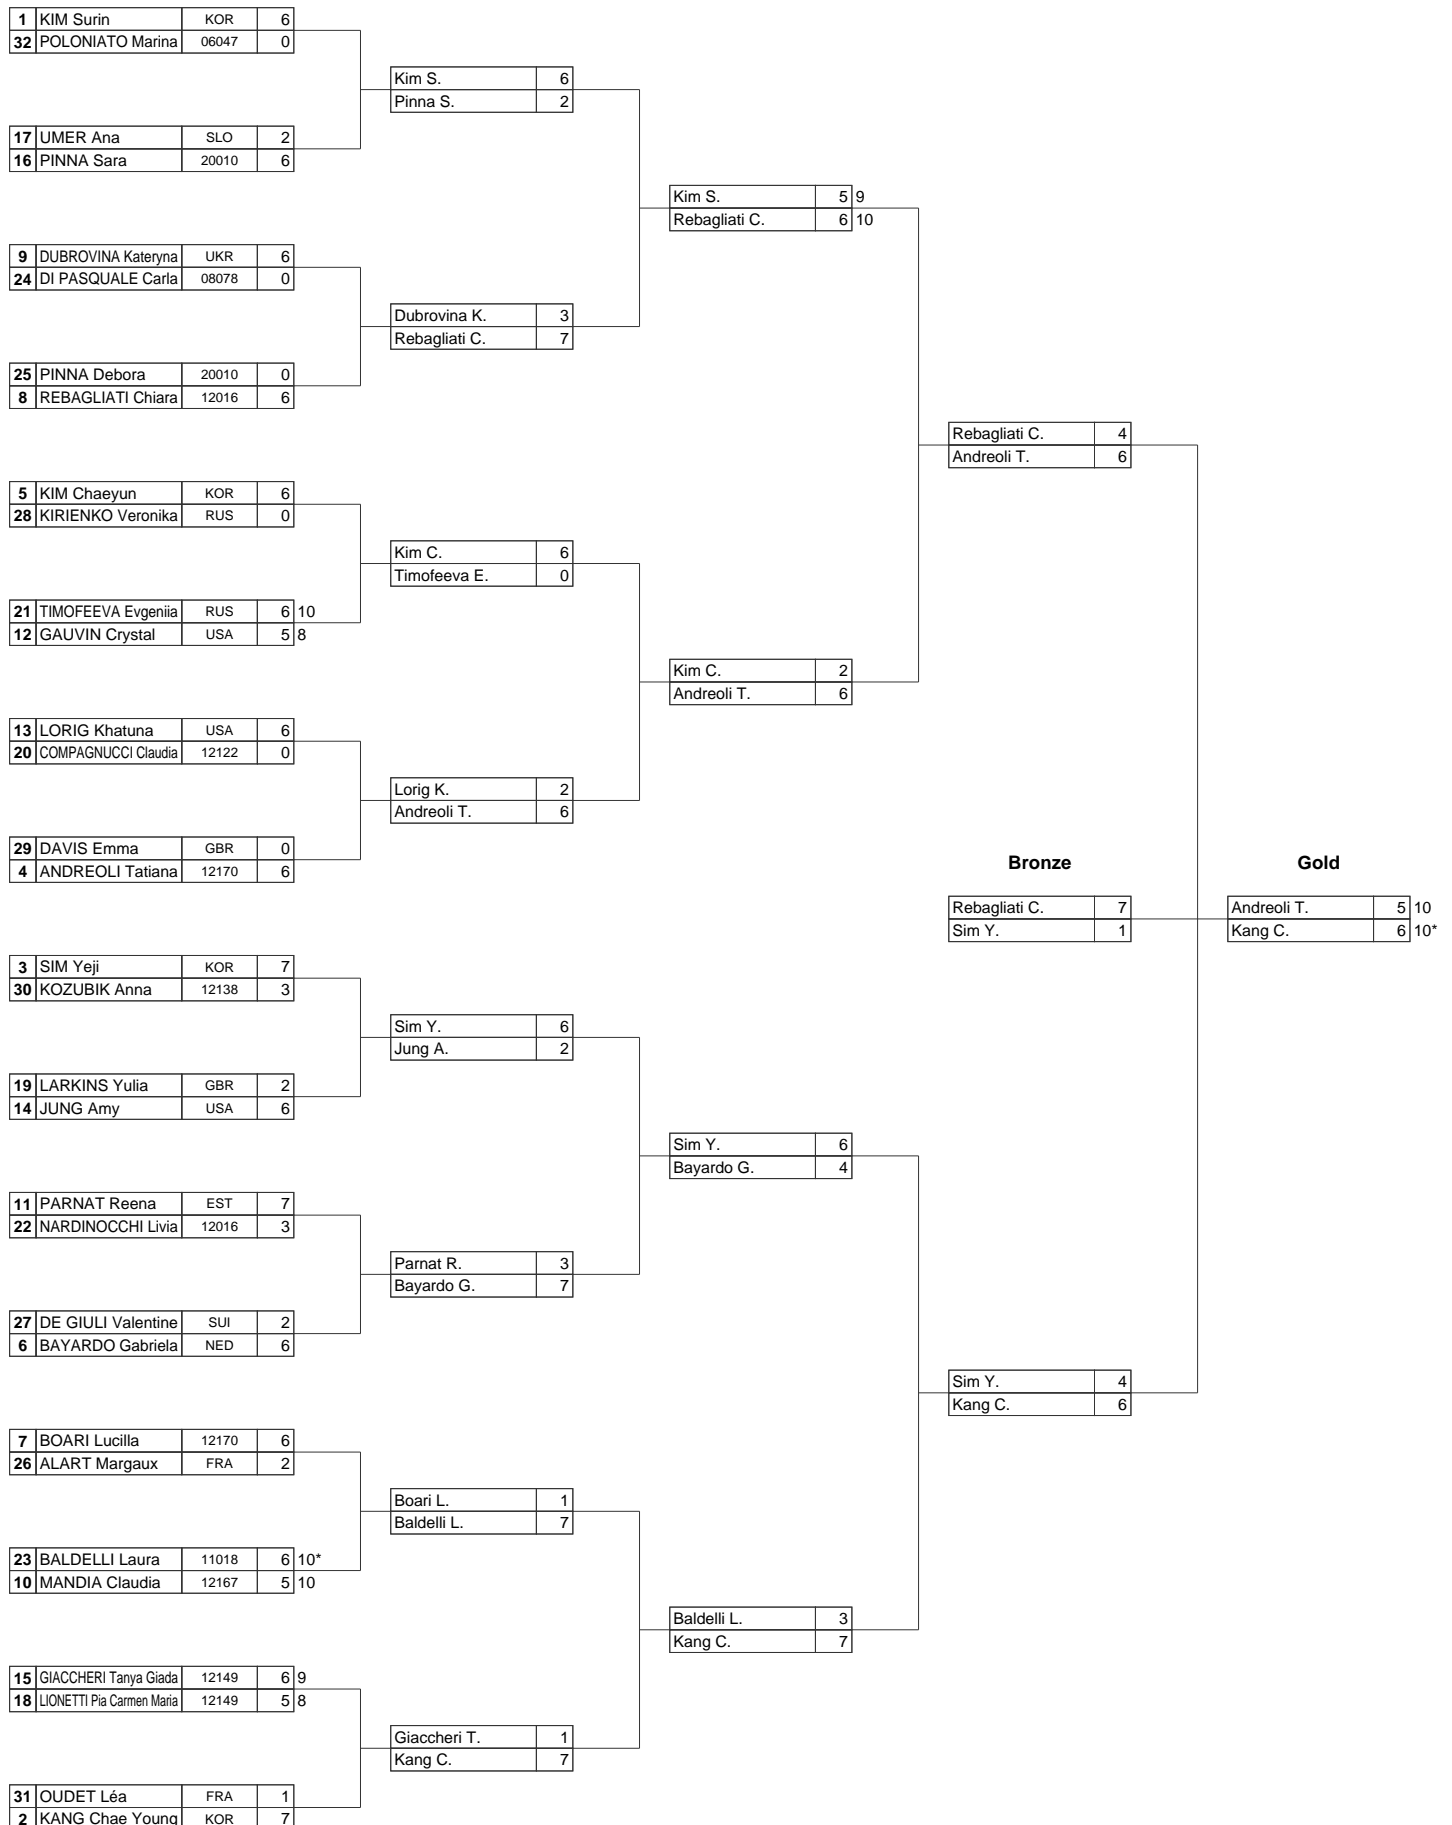 1 KIM Surin KOR 6
32 POLONIATO Marina 06047 0
Kim S. 6
Pinna S. 2
17 UMER Ana SLO 2
16 PINNA Sara 20010 6
Kim S. 5 9
Rebagliati C. 6 10
9 DUBROVINA Kateryna UKR 6
24 DI PASQUALE Carla 08078 0
Dubrovina K. 3
Rebagliati C. 7
25 PINNA Debora 20010 0
8 REBAGLIATI Chiara 12016 6
Rebagliati C. 4
Andreoli T. 6
5 KIM Chaeyun KOR 6
28 KIRIENKO Veronika RUS 0
Kim C. 6
Timofeeva E. 0
21 TIMOFEEVA Evgeniia RUS 6 10
12 GAUVIN Crystal USA 5 8
Kim C. 2
Andreoli T. 6
13 LORIG Khatuna USA 6
20 COMPAGNUCCI Claudia 12122 0
Lorig K. 2
Andreoli T. 6
29 DAVIS Emma GBR 0
4 ANDREOLI Tatiana 12170 6
Bronze Gold
Rebagliati C. 7 Andreoli T. 5 10
Sim Y. 1 Kang C. 6 10*
3 SIM Yeji KOR 7
30 KOZUBIK Anna 12138 3
Sim Y. 6
Jung A. 2
19 LARKINS Yulia GBR 2
14 JUNG Amy USA 6
Sim Y. 6
Bayardo G. 4
11 PARNAT Reena EST 7
22 NARDINOCCHI Livia 12016 3
Parnat R. 3
Bayardo G. 7
27 DE GIULI Valentine SUI 2
6 BAYARDO Gabriela NED 6
Sim Y. 4
Kang C. 6
7 BOARI Lucilla 12170 6
26 ALART Margaux FRA 2
Boari L. 1
Baldelli L. 7
23 BALDELLI Laura 11018 6 10*
10 MANDIA Claudia 12167 5 10
Baldelli L. 3
Kang C. 7
15 GIACCHERI Tanya Giada 12149 6 9
18 LIONETTI Pia Carmen Maria 12149 5 8
Giaccheri T. 1
Kang C. 7
31 OUDET Léa FRA 1
2 KANG Chae Young KOR 7